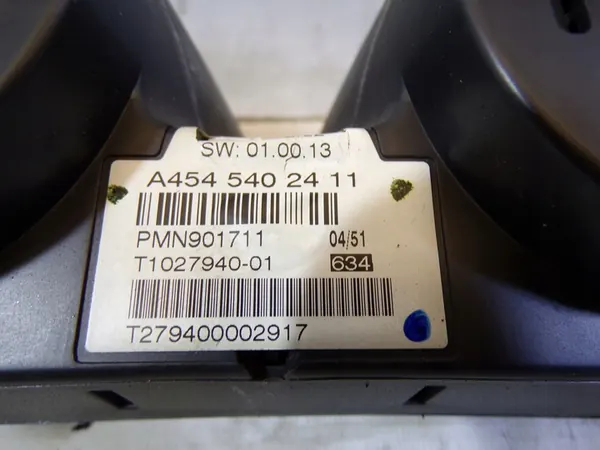 SW: 01.00.13
A454 540 24 11
PMN901711 04/51
T1027940-01 634
T279400002917